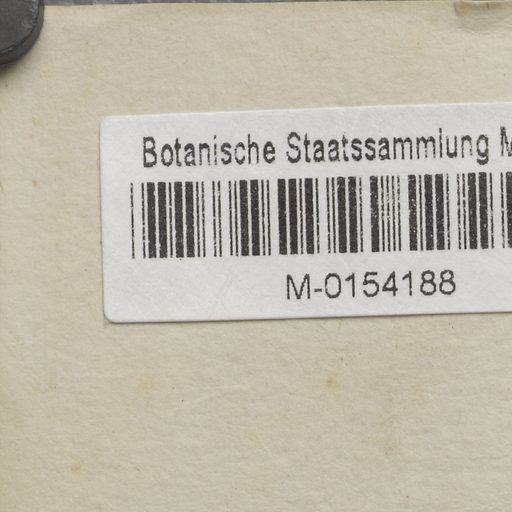 Botanische Staatssammlung M
M-0154188